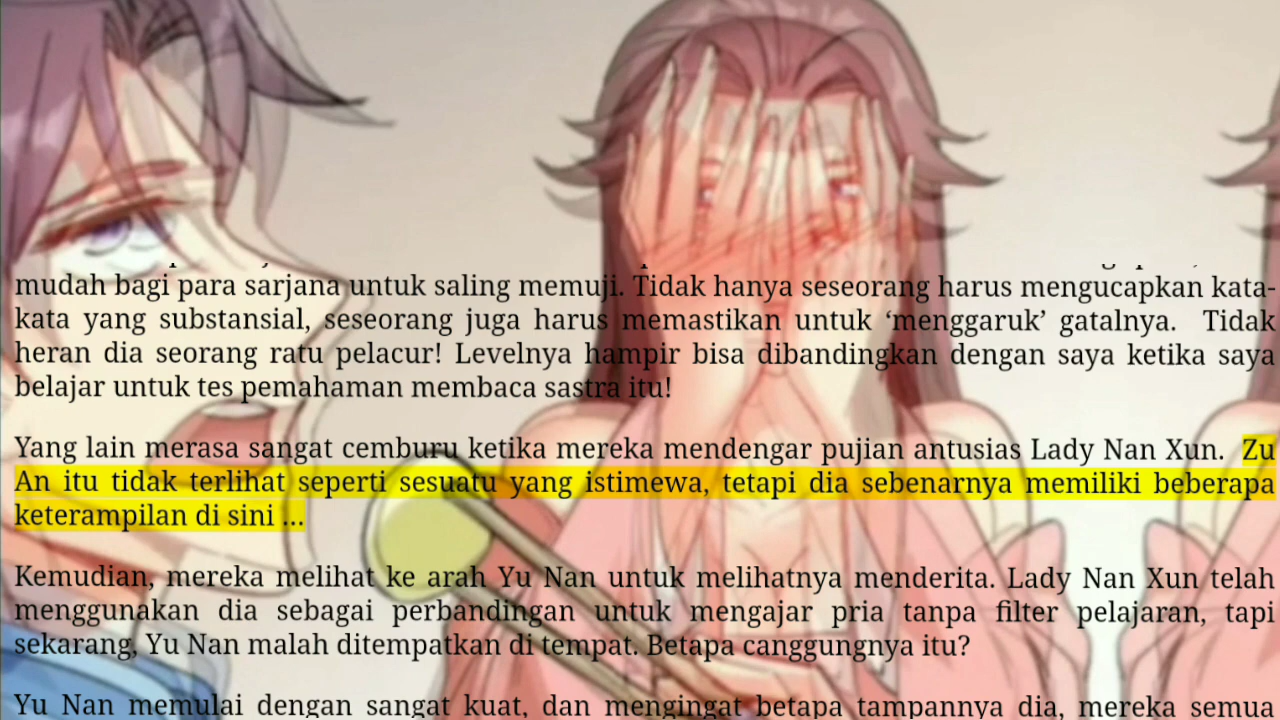 mudah bagi para sarjana untuk saling memuji. Tidak hanya seseorang harus mengucapkan kata-
kata yang substansial, seseorang juga harus memastikan untuk ‘menggaruk’ gatalnya. Tidak
heran dia seorang ratu pelacur! Levelnya hampir bisa dibandingkan dengan saya ketika saya
belajar untuk tes pemahaman membaca sastra itu!
Yang lain merasa sangat cemburu ketika mereka mendengar pujian antusias Lady Nan Xun. Zu
An itu tidak terlihat seperti sesuatu yang istimewa, tetapi dia sebenarnya memiliki beberapa
keterampilan di sini ...
Kemudian, mereka melihat ke arah Yu Nan untuk melihatnya menderita. Lady Nan Xun telah
menggunakan dia sebagai perbandingan untuk mengajar pria tanpa filter pelajaran, tapi
sekarang, Yu Nan malah ditempatkan di tempat. Betapa canggungnya itu?
Yu Nan memulai dengan sangat kuat, dan mengingat betapa tampannya dia, mereka semua